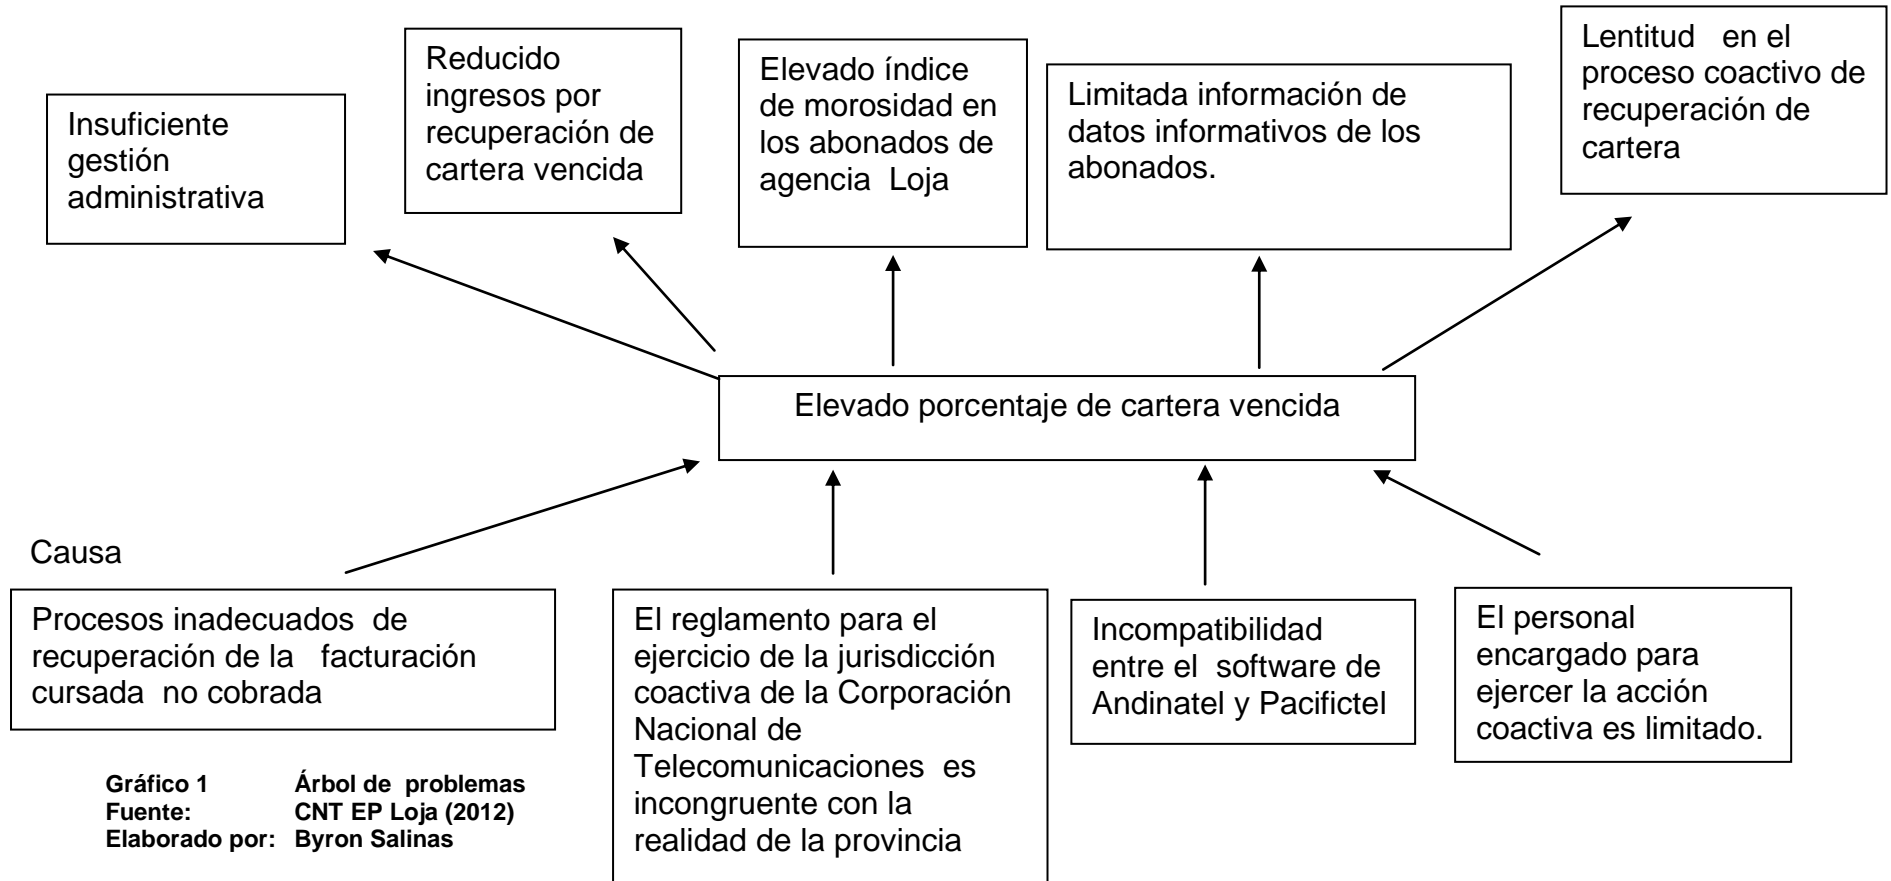 Insuficiente
gestión
administrativa
Reducido
ingresos por
recuperación de
cartera vencida
Elevado índice
de morosidad en
los abonados de
agencia Loja
Limitada información de
datos informativos de los
abonados.
Lentitud en el
proceso coactivo de
recuperación de
cartera
Elevado porcentaje de cartera vencida
Causa
Procesos inadecuados de
recuperación de la facturación
cursada no cobrada
El reglamento para el
ejercicio de la jurisdicción
coactiva de la Corporación
Nacional de
Telecomunicaciones es
incongruente con la
realidad de la provincia
Incompatibilidad
entre el software de
Andinatel y Pacifictel
El personal
encargado para
ejercer la acción
coactiva es limitado.
Gráfico 1 Árbol de problemas
Fuente: CNT EP Loja (2012)
Elaborado por: Byron Salinas